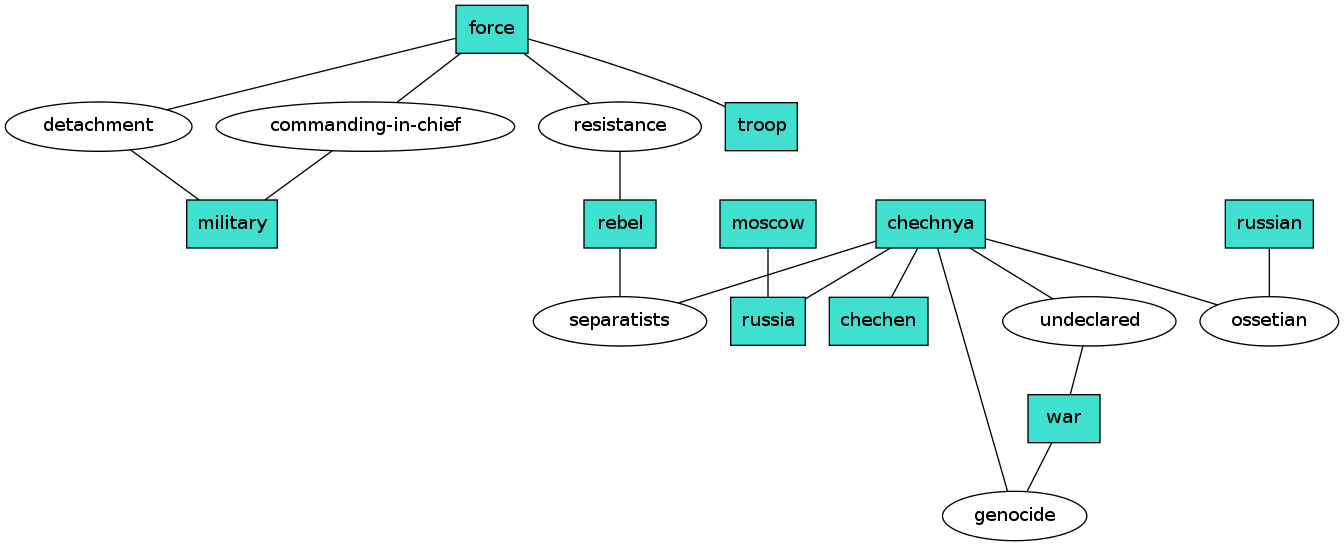 force
detachment
commanding-in-chief
resistance
troop
military
rebel
moscow
chechnya
russian
separatists
russia
chechen
undeclared
ossetian
war
genocide